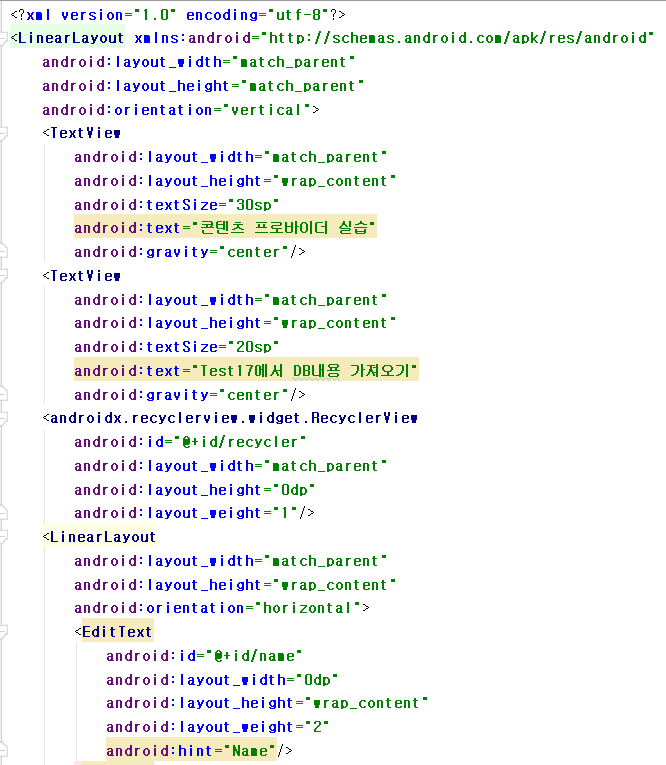 <?xml version="1.0" encoding="utf-8"?>
<LinearLayout xmlns:android="http://schemas.android.com/apk/res/android"
    android:layout_width="match_parent"
    android:layout_height="match_parent"
    android:orientation="vertical">
    <TextView
        android:layout_width="match_parent"
        android:layout_height="wrap_content"
        android:textSize="30sp"
        android:text="콘텐츠 프로바이더 실습"
        android:gravity="center"/>
    <TextView
        android:layout_width="match_parent"
        android:layout_height="wrap_content"
        android:textSize="20sp"
        android:text="Test17에서 DB내용 가져오기"
        android:gravity="center"/>
    <androidx.recyclerview.widget.RecyclerView
        android:id="@+id/recycler"
        android:layout_width="match_parent"
        android:layout_height="0dp"
        android:layout_weight="1"/>
    <LinearLayout
        android:layout_width="match_parent"
        android:layout_height="wrap_content"
        android:orientation="horizontal">
        <EditText
            android:id="@+id/name"
            android:layout_width="0dp"
            android:layout_height="wrap_content"
            android:layout_weight="2"
            android:hint="Name"/>